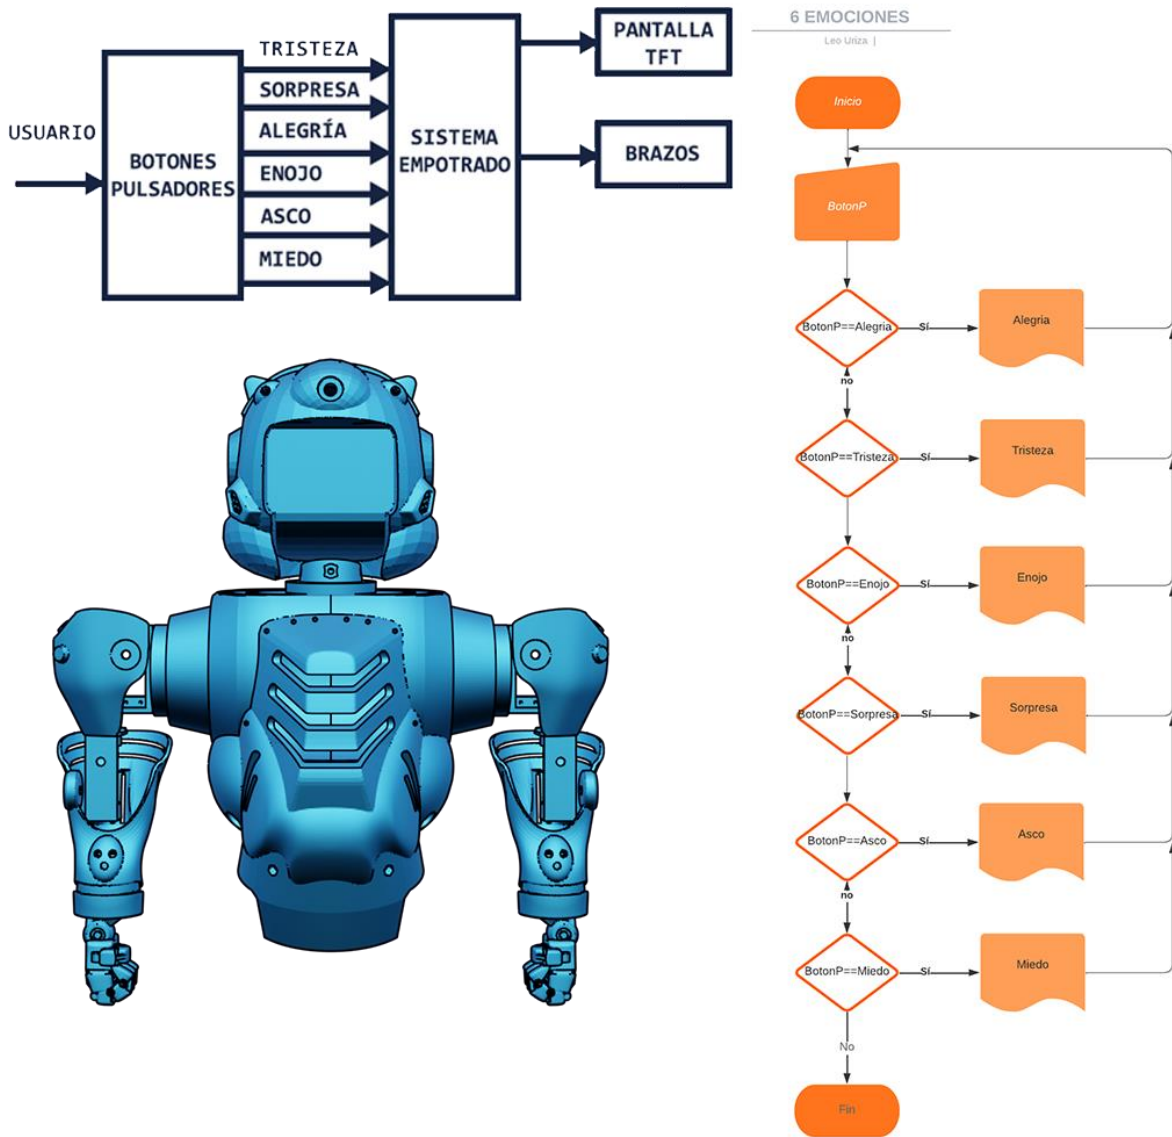 USUARIO
BOTONES
PULSADORES
TRISTEZA
SORPRESA
ALEGRÍA
ENOJO
ASCO
MIEDO
SISTEMA
EMPOTRADO
PANTALLA
TFT
BRAZOS
6 EMOCIONES
Leo Uriza |
Inicio
BotonP
BotonP==Alegria
Sí
Alegria
no
BotonP==Tristeza
Sí
Tristeza
BotonP==Enojo
Sí
Enojo
no
BotonP==Sorpresa
Sí
Sorpresa
BotonP==Asco
Sí
Asco
no
BotonP==Miedo
Sí
Miedo
No
Fin